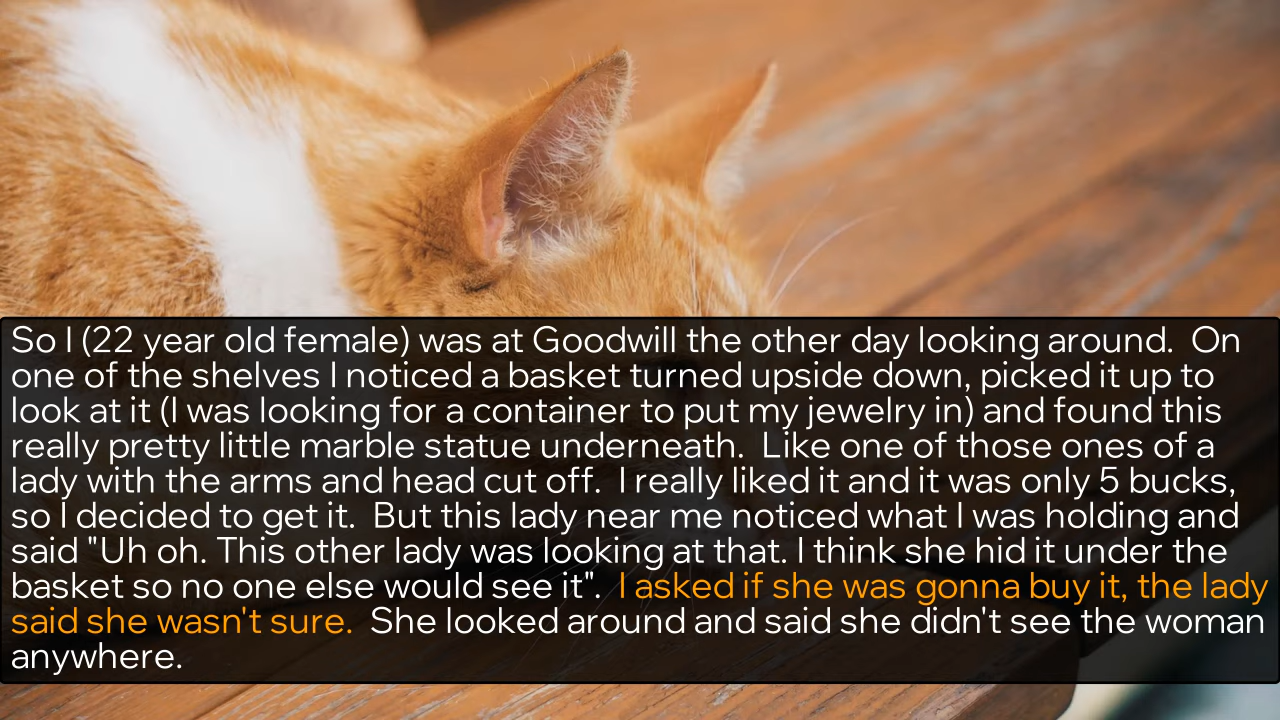 So I (22 year old female) was at Goodwill the other day looking around.  On
one of the shelves I noticed a basket turned upside down, picked it up to
look at it (I was looking for a container to put my jewelry in) and found this
really pretty little marble statue underneath.  Like one of those ones of a
lady with the arms and head cut off.  I really liked it and it was only 5 bucks,
so I decided to get it.  But this lady near me noticed what I was holding and
said "Uh oh. This other lady was looking at that. I think she hid it under the
basket so no one else would see it".  I asked if she was gonna buy it, the lady
said she wasn't sure.  She looked around and said she didn't see the woman
anywhere.